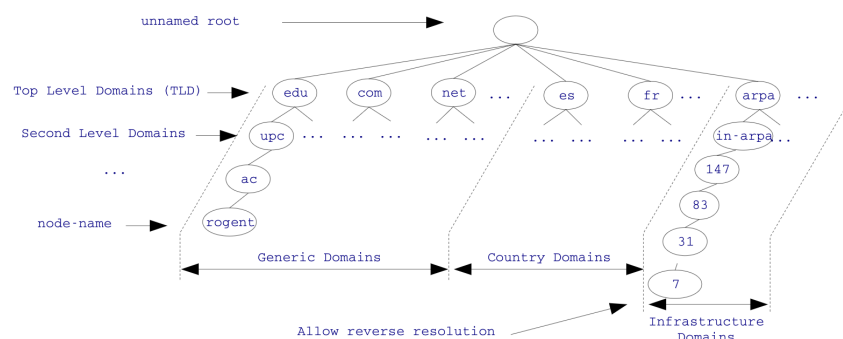 unnamed root
Top Level Domains (TLD) edu com net ... es fr ... arpa ...
Second Level Domains upc ... ... ... ... ... ... ... ... ... in-arpa ...
... ac 147
83
node-name rogent
31
Generic Domains Country Domains
7
Allow reverse resolution Infrastructure
Domains